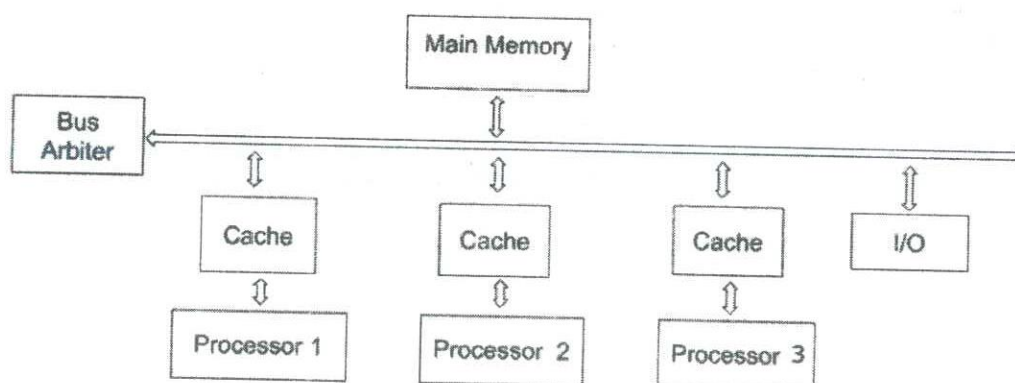 Main Memory
Bus
Arbiter
Cache
Cache
Cache
I/O
Processor 1
Processor 2
Processor 3